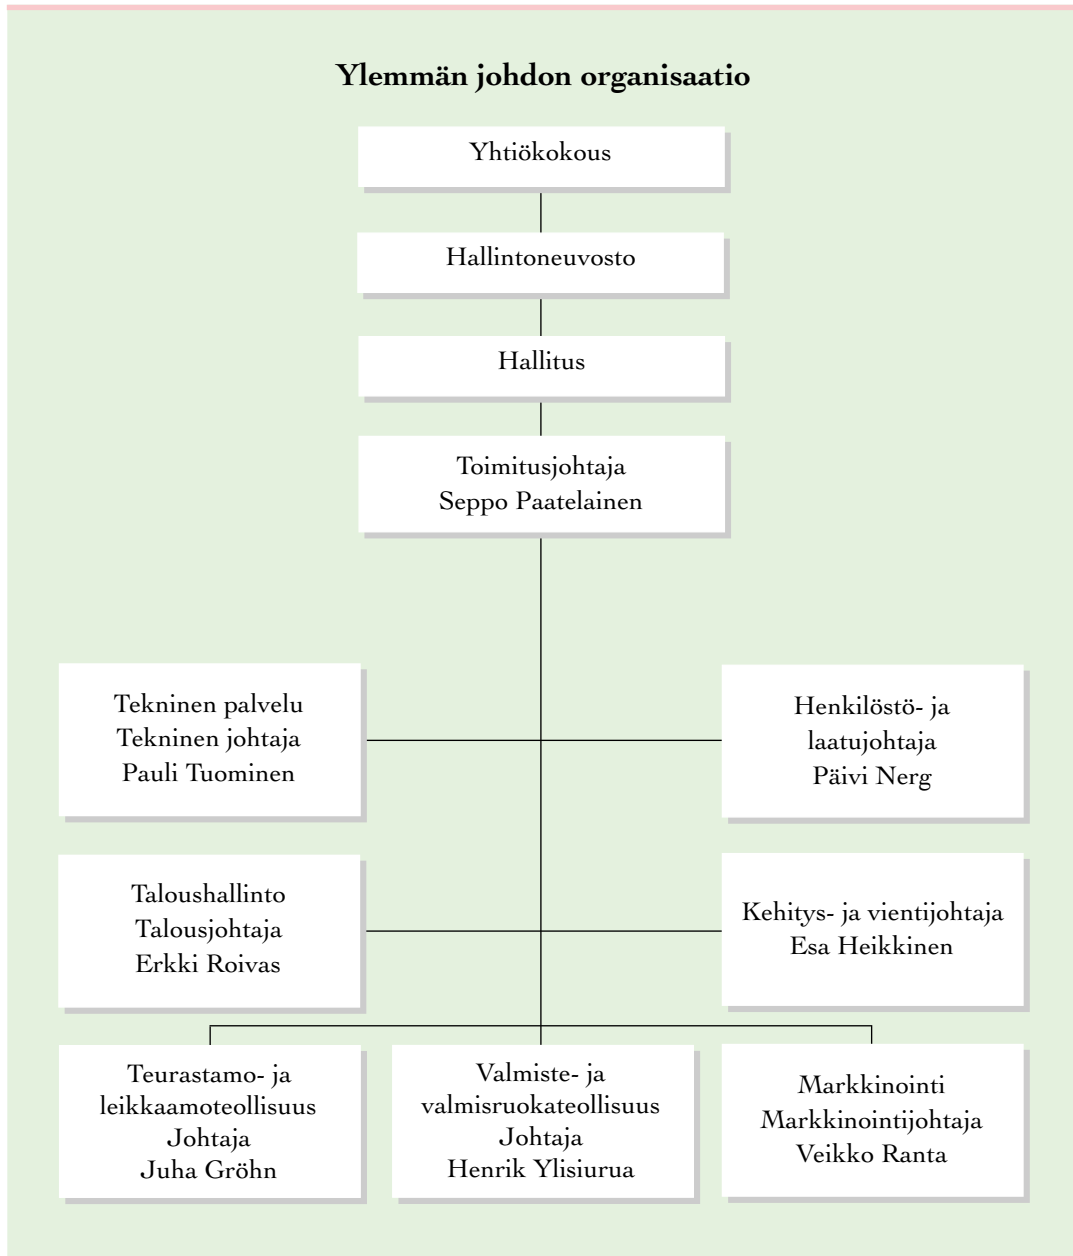 Ylemmän johdon organisaatio
Yhtiökokous
Hallintoneuvosto
Hallitus
Toimitusjohtaja
Seppo Paatelainen
Tekninen palvelu
Tekninen johtaja
Pauli Tuominen
Henkilöstö- ja
laatujohtaja
Päivi Nerg
Taloushallinto
Talousjohtaja
Erkki Roivas
Kehitys- ja vientijohtaja
Esa Heikkinen
Teurastamo- ja
leikkaamoteollisuus
Johtaja
Juha Gröhn
Valmiste- ja
valmisruokateollisuus
Johtaja
Henrik Ylisiurua
Markkinointi
Markkinointijohtaja
Veikko Ranta